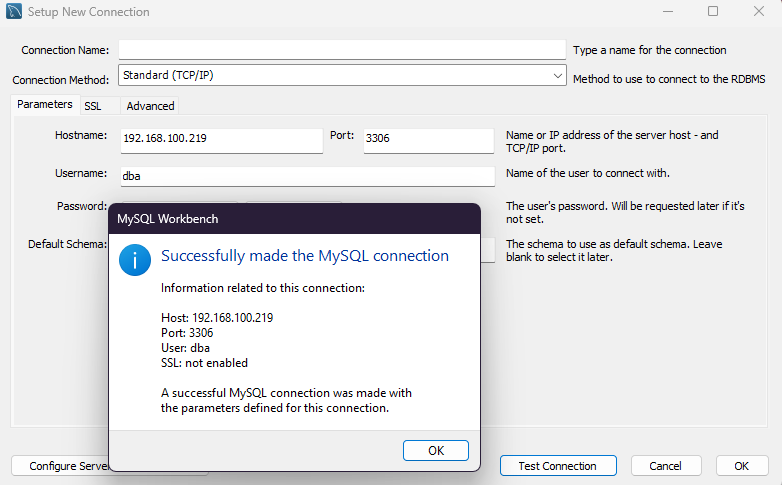 Setup New Connection
Connection Name:
Type a name for the connection
Connection Method:
Standard (TCP/IP)
Method to use to connect to the RDBMS
Parameters
SSL
Advanced
Hostname:
192.168.100.219
Port:
3306
Name or IP address of the server host - and
TCP/IP port.
Username:
dba
Name of the user to connect with.
Password:
The user's password. Will be requested later if it's
not set.
Default Schema:
The schema to use as default schema. Leave
blank to select it later.
MySQL Workbench
Successfully made the MySQL connection
Information related to this connection:
Host: 192.168.100.219
Port: 3306
User: dba
SSL: not enabled
A successful MySQL connection was made with
the parameters defined for this connection.
OK
Configure Server
Test Connection
Cancel
OK